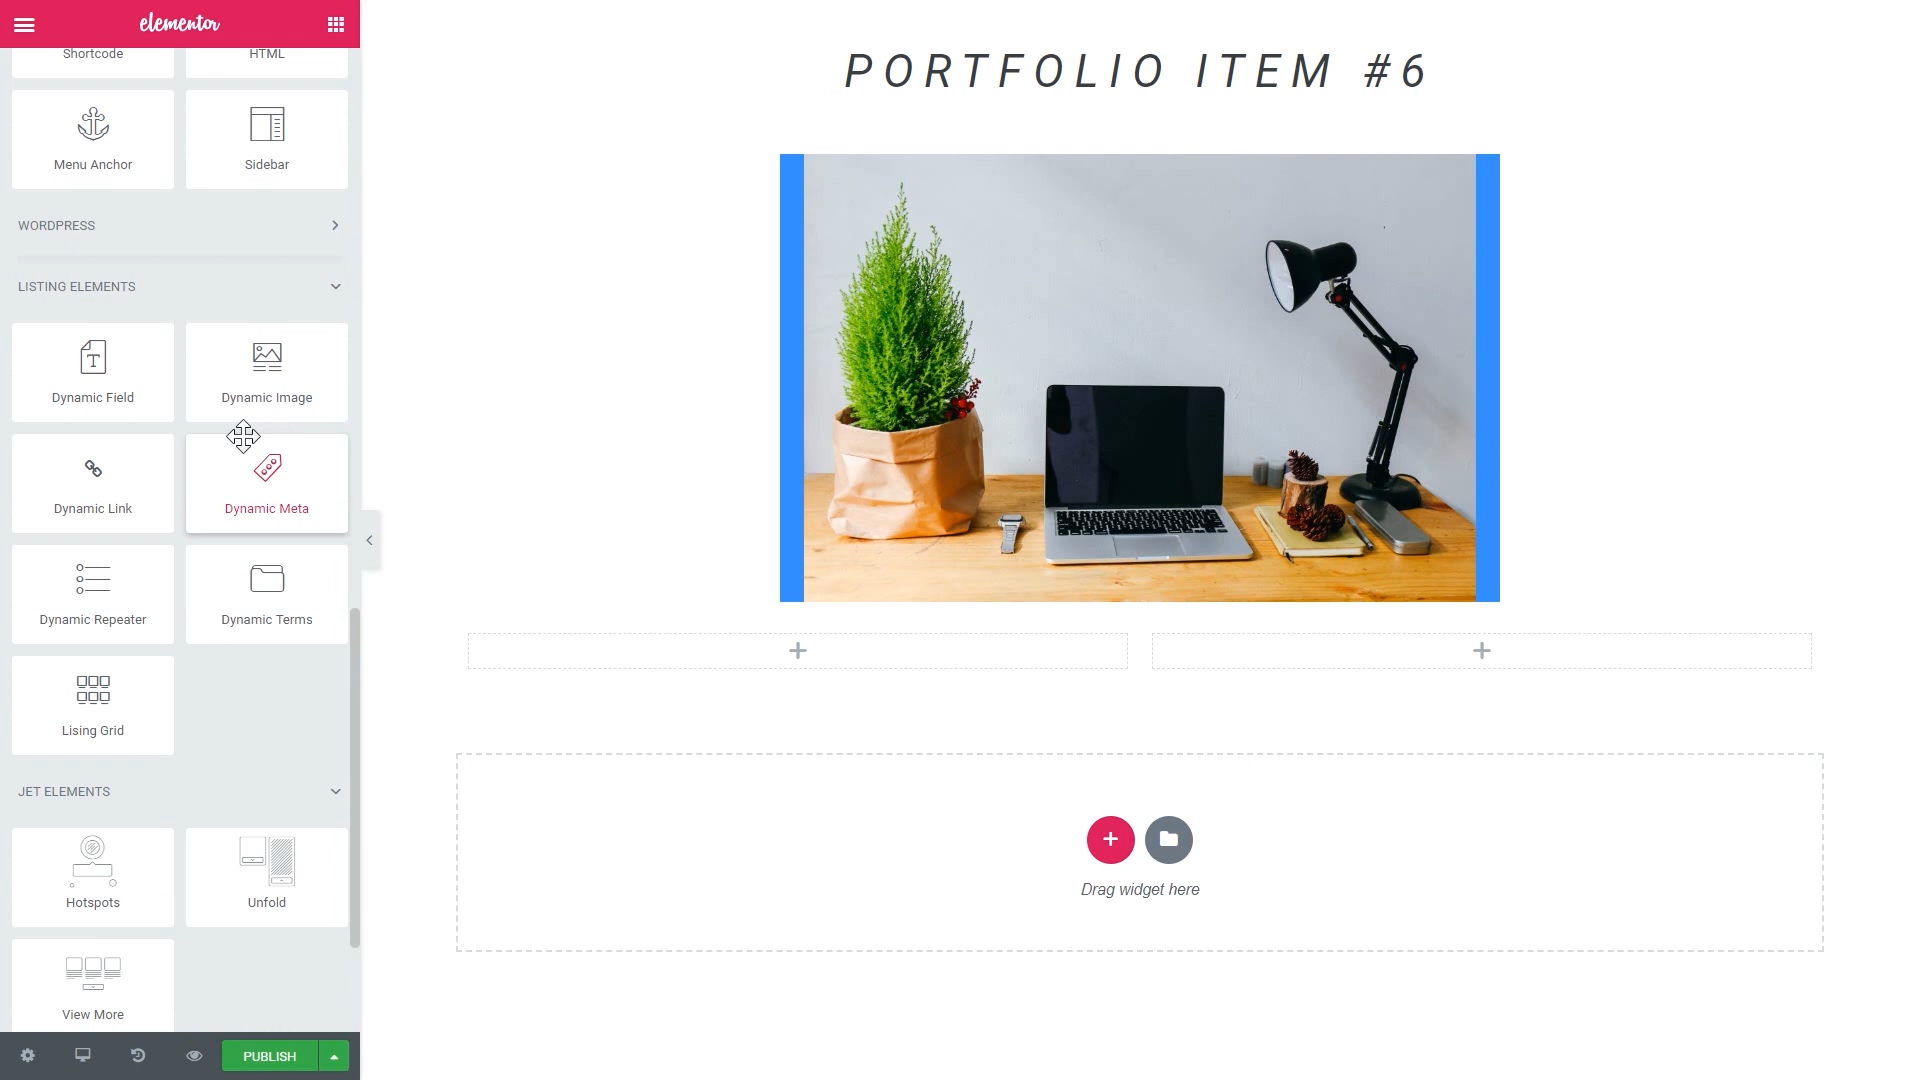 elementor
Shortcode
HTML
Menu Anchor
Sidebar
WORDPRESS
LISTING ELEMENTS
Dynamic Field
Dynamic Image
Dynamic Link
Dynamic Meta
Dynamic Repeater
Dynamic Terms
Lising Grid
JET ELEMENTS
Hotspots
Unfold
View More
PUBLISH
PORTFOLIO ITEM #6
Drag widget here